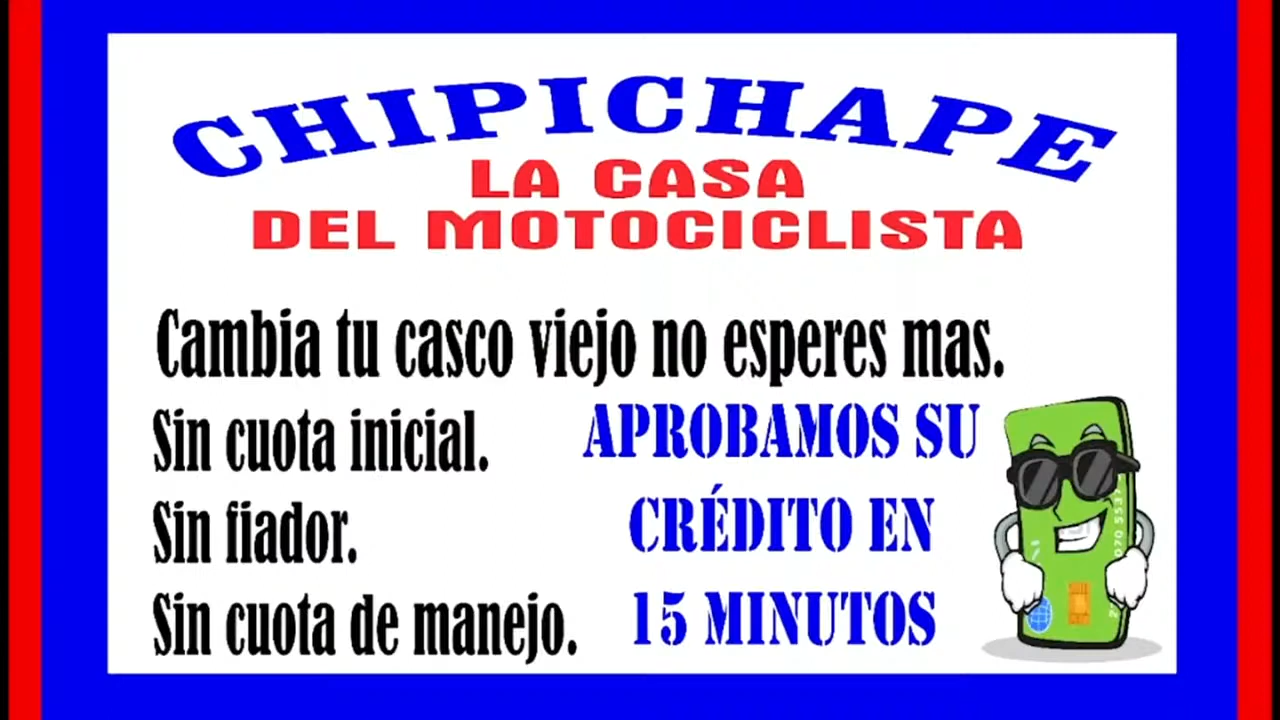 CHIPICHAPE
LA CASA
DEL MOTOCICLISTA
Cambia tu casco viejo no esperes mas.
Sin cuota inicial.
Sin fiador.
Sin cuota de manejo.
APROBAMOS SU
CRÉDITO EN
15 MINUTOS